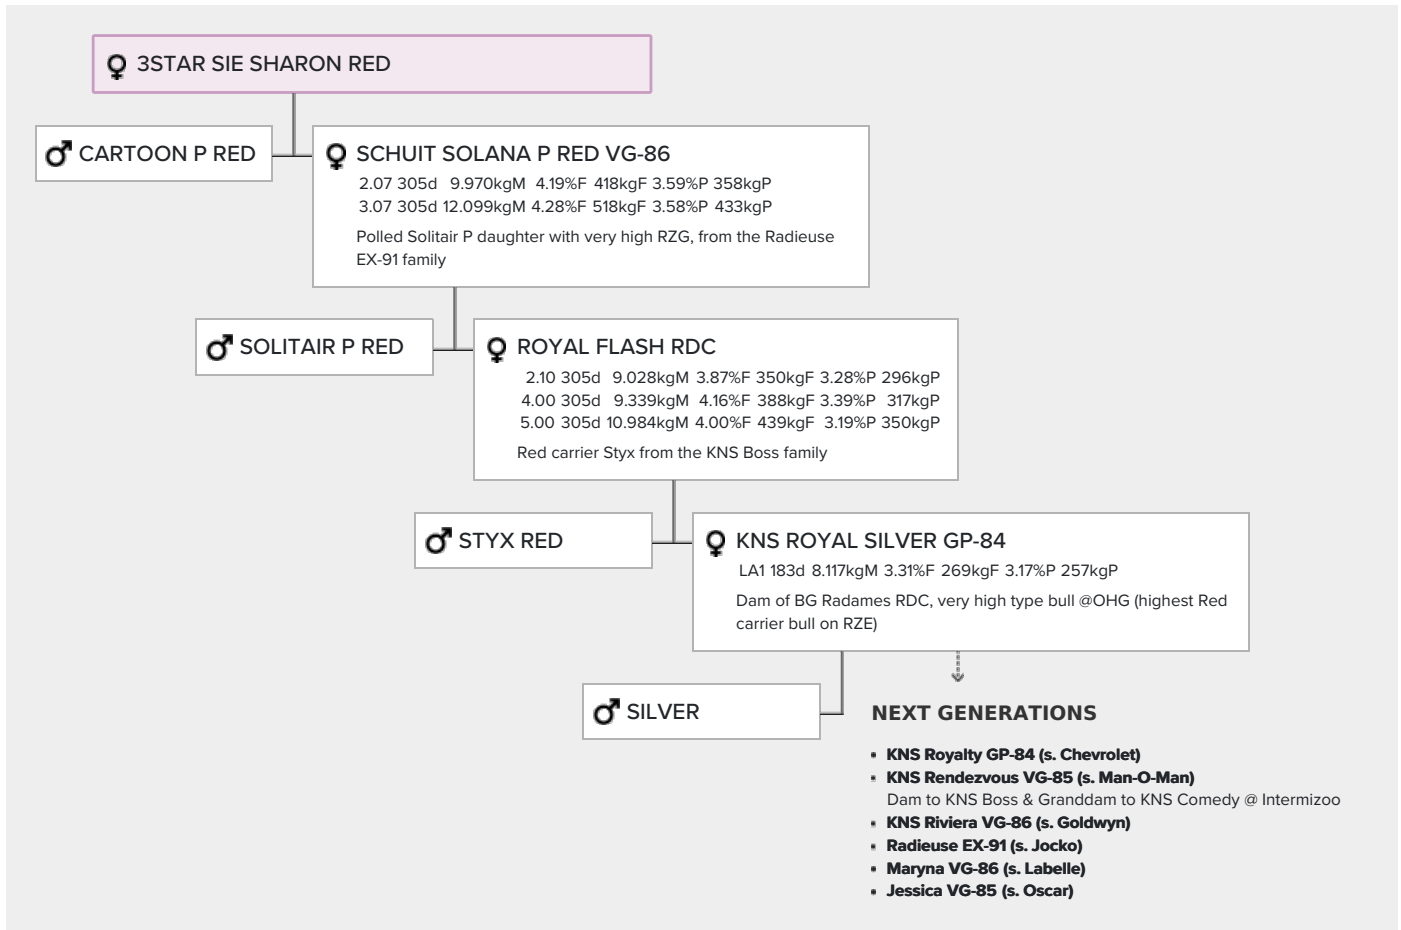 3STAR SIE SHARON RED
CARTOON P RED
SCHUIT SOLANA P RED VG-86
2.07 305d 9.970kgM 4.19%F 418kgF 3.59%P 358kgP
3.07 305d 12.099kgM 4.28%F 518kgF 3.58%P 433kgP
Polled Solitair P daughter with very high RZG, from the Radieuse
EX-91 family
SOLITAIR P RED
ROYAL FLASH RDC
2.10 305d 9.028kgM 3.87%F 350kgF 3.28%P 296kgP
4.00 305d 9.339kgM 4.16%F 388kgF 3.39%P 317kgP
5.00 305d 10.984kgM 4.00%F 439kgF 3.19%P 350kgP
Red carrier Styx from the KNS Boss family
STYX RED
KNS ROYAL SILVER GP-84
LA1 183d 8.117kgM 3.31%F 269kgF 3.17%P 257kgP
Dam of BG Radames RDC, very high type bull @OHG (highest Red
carrier bull on RZE)
SILVER
NEXT GENERATIONS
KNS Royalty GP-84 (s. Chevrolet)
KNS Rendezvous VG-85 (s. Man-O-Man)
Dam to KNS Boss & Granddam to KNS Comedy @ Intermizoo
KNS Riviera VG-86 (s. Goldwyn)
Radieuse EX-91 (s. Jocko)
Maryna VG-86 (s. Labelle)
Jessica VG-85 (s. Oscar)